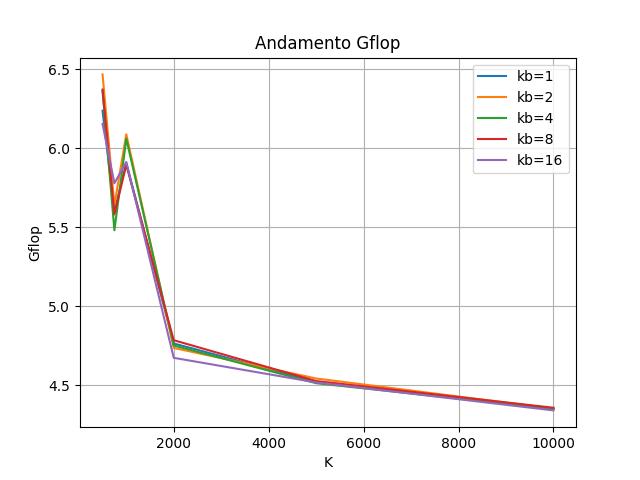 Andamento Gflop
6.5
6.0
5.5
5.0
4.5
Gflop
2000
4000
6000
8000
10000
K
kb=1
kb=2
kb=4
kb=8
kb=16